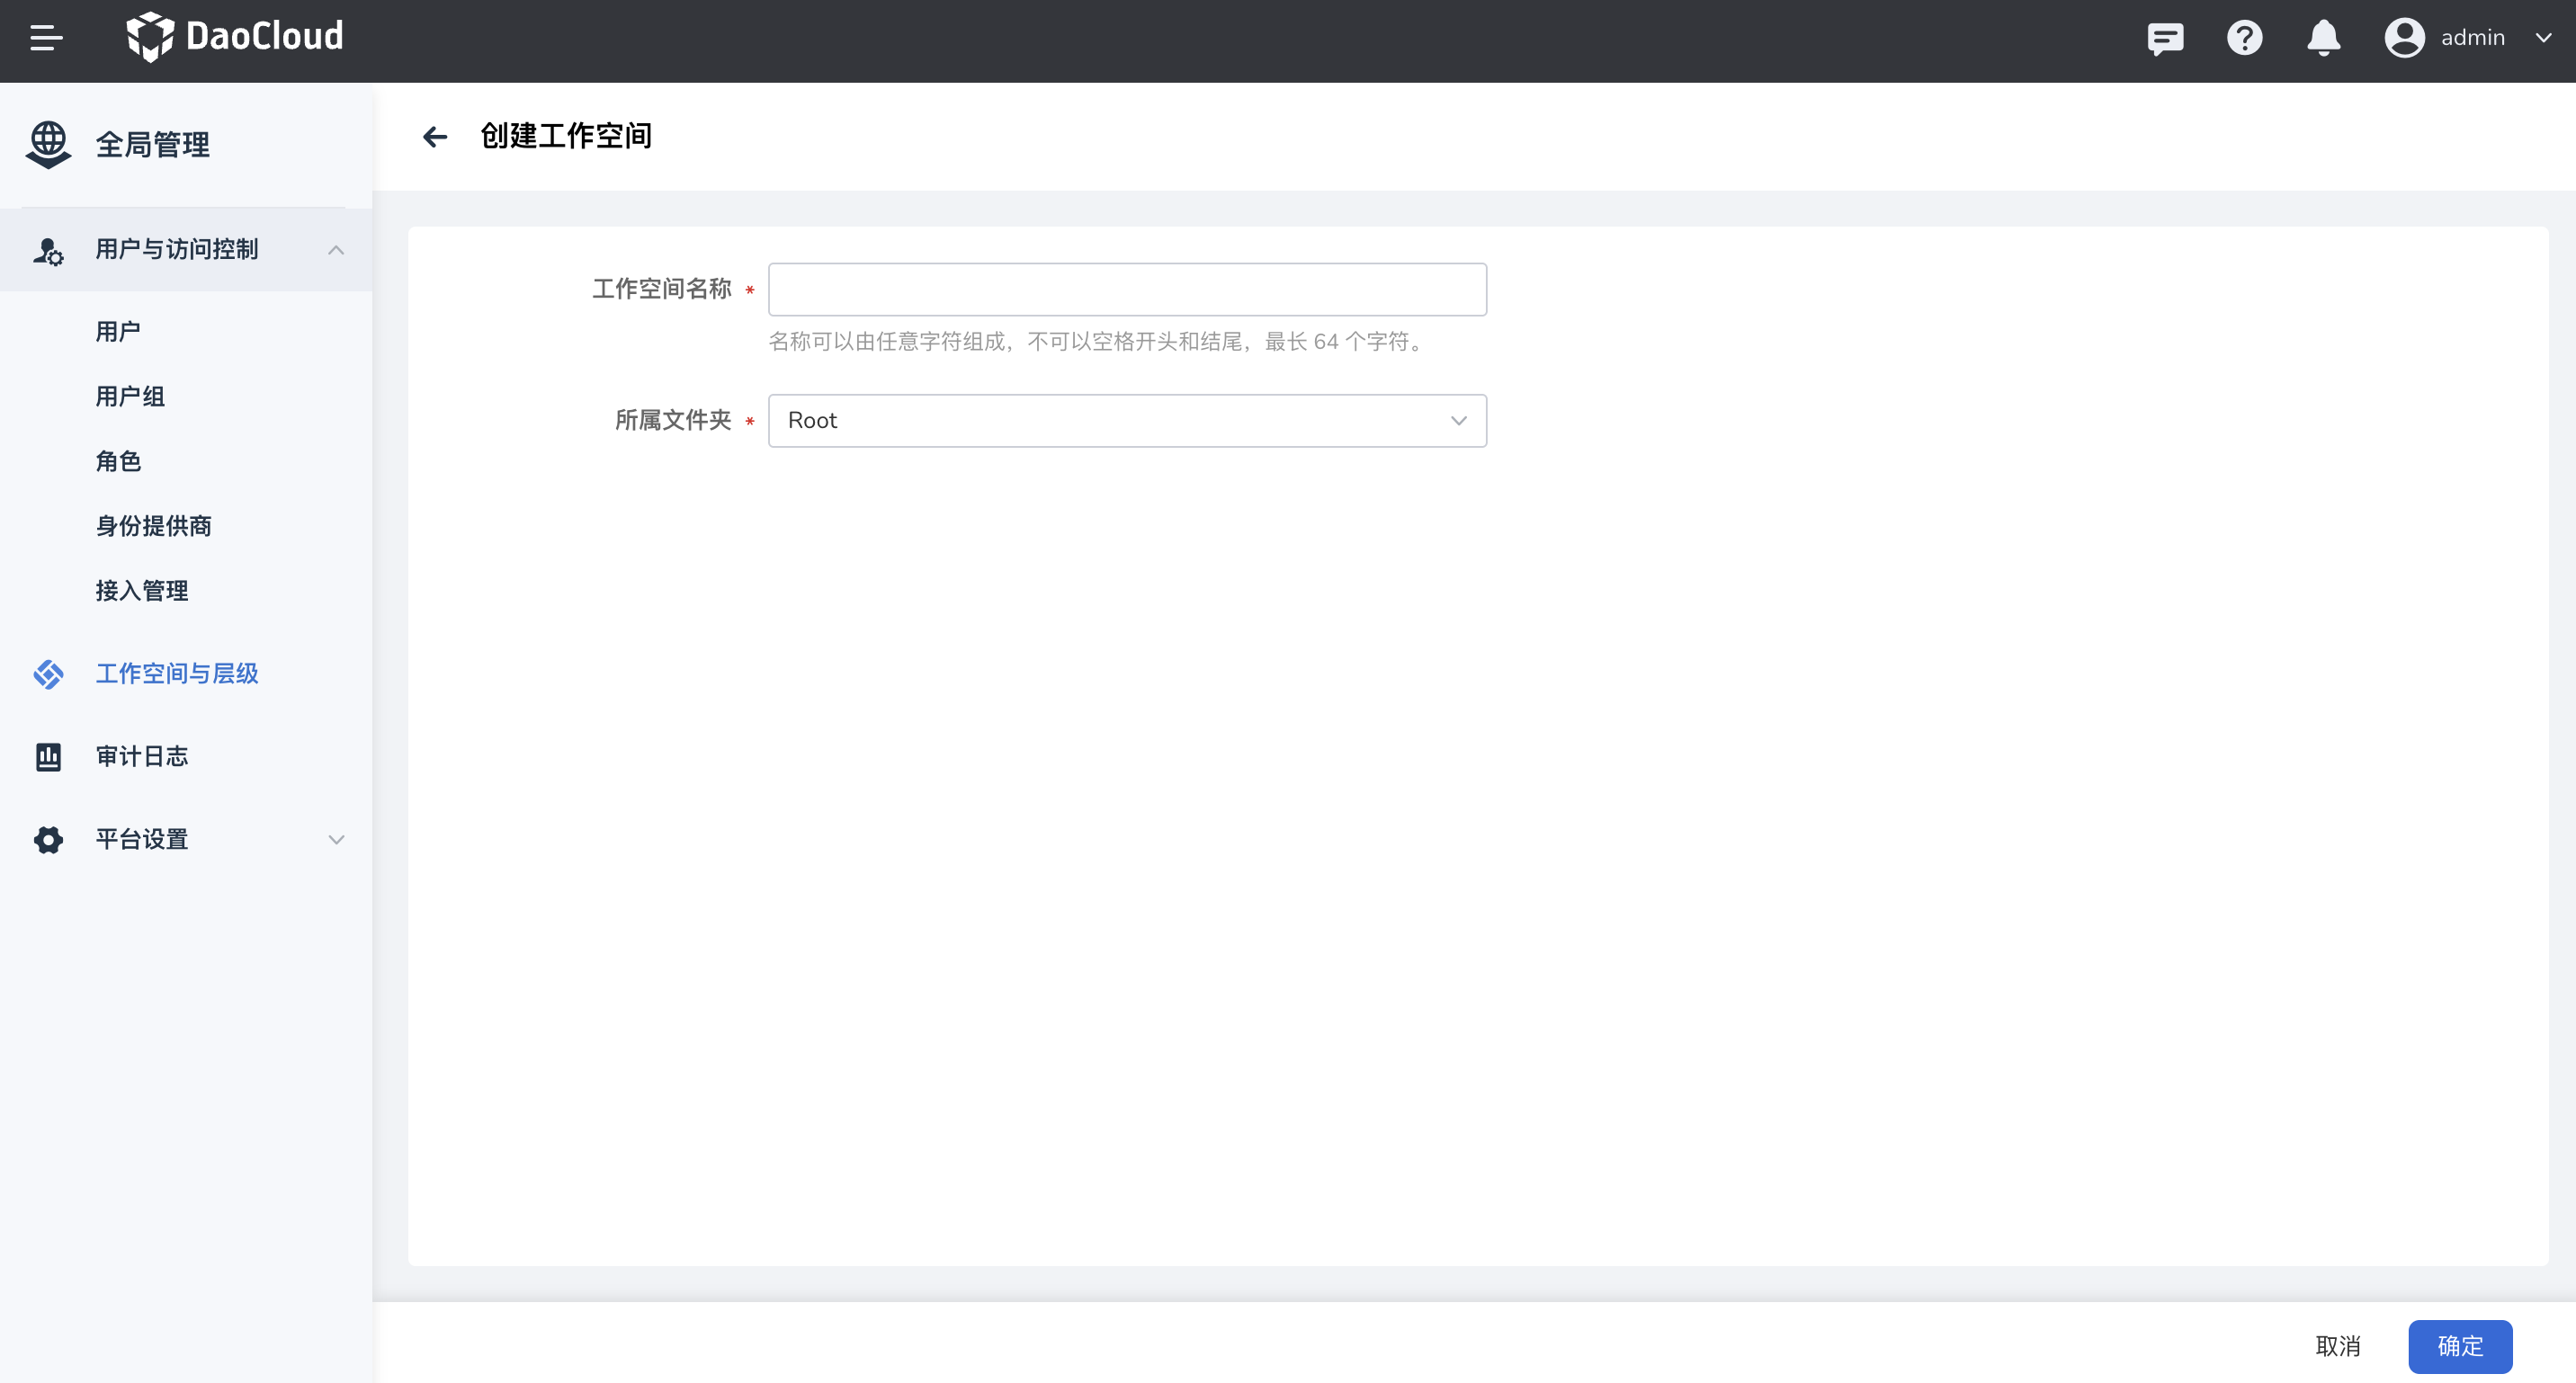 DaoCloud
admin
全局管理
用户与访问控制
用户
用户组
角色
身份提供商
接入管理
工作空间与层级
审计日志
平台设置
创建工作空间
工作空间名称 *
名称可以由任意字符组成，不可以空格开头和结尾，最长 64 个字符。
所属文件夹 * Root
取消
确定